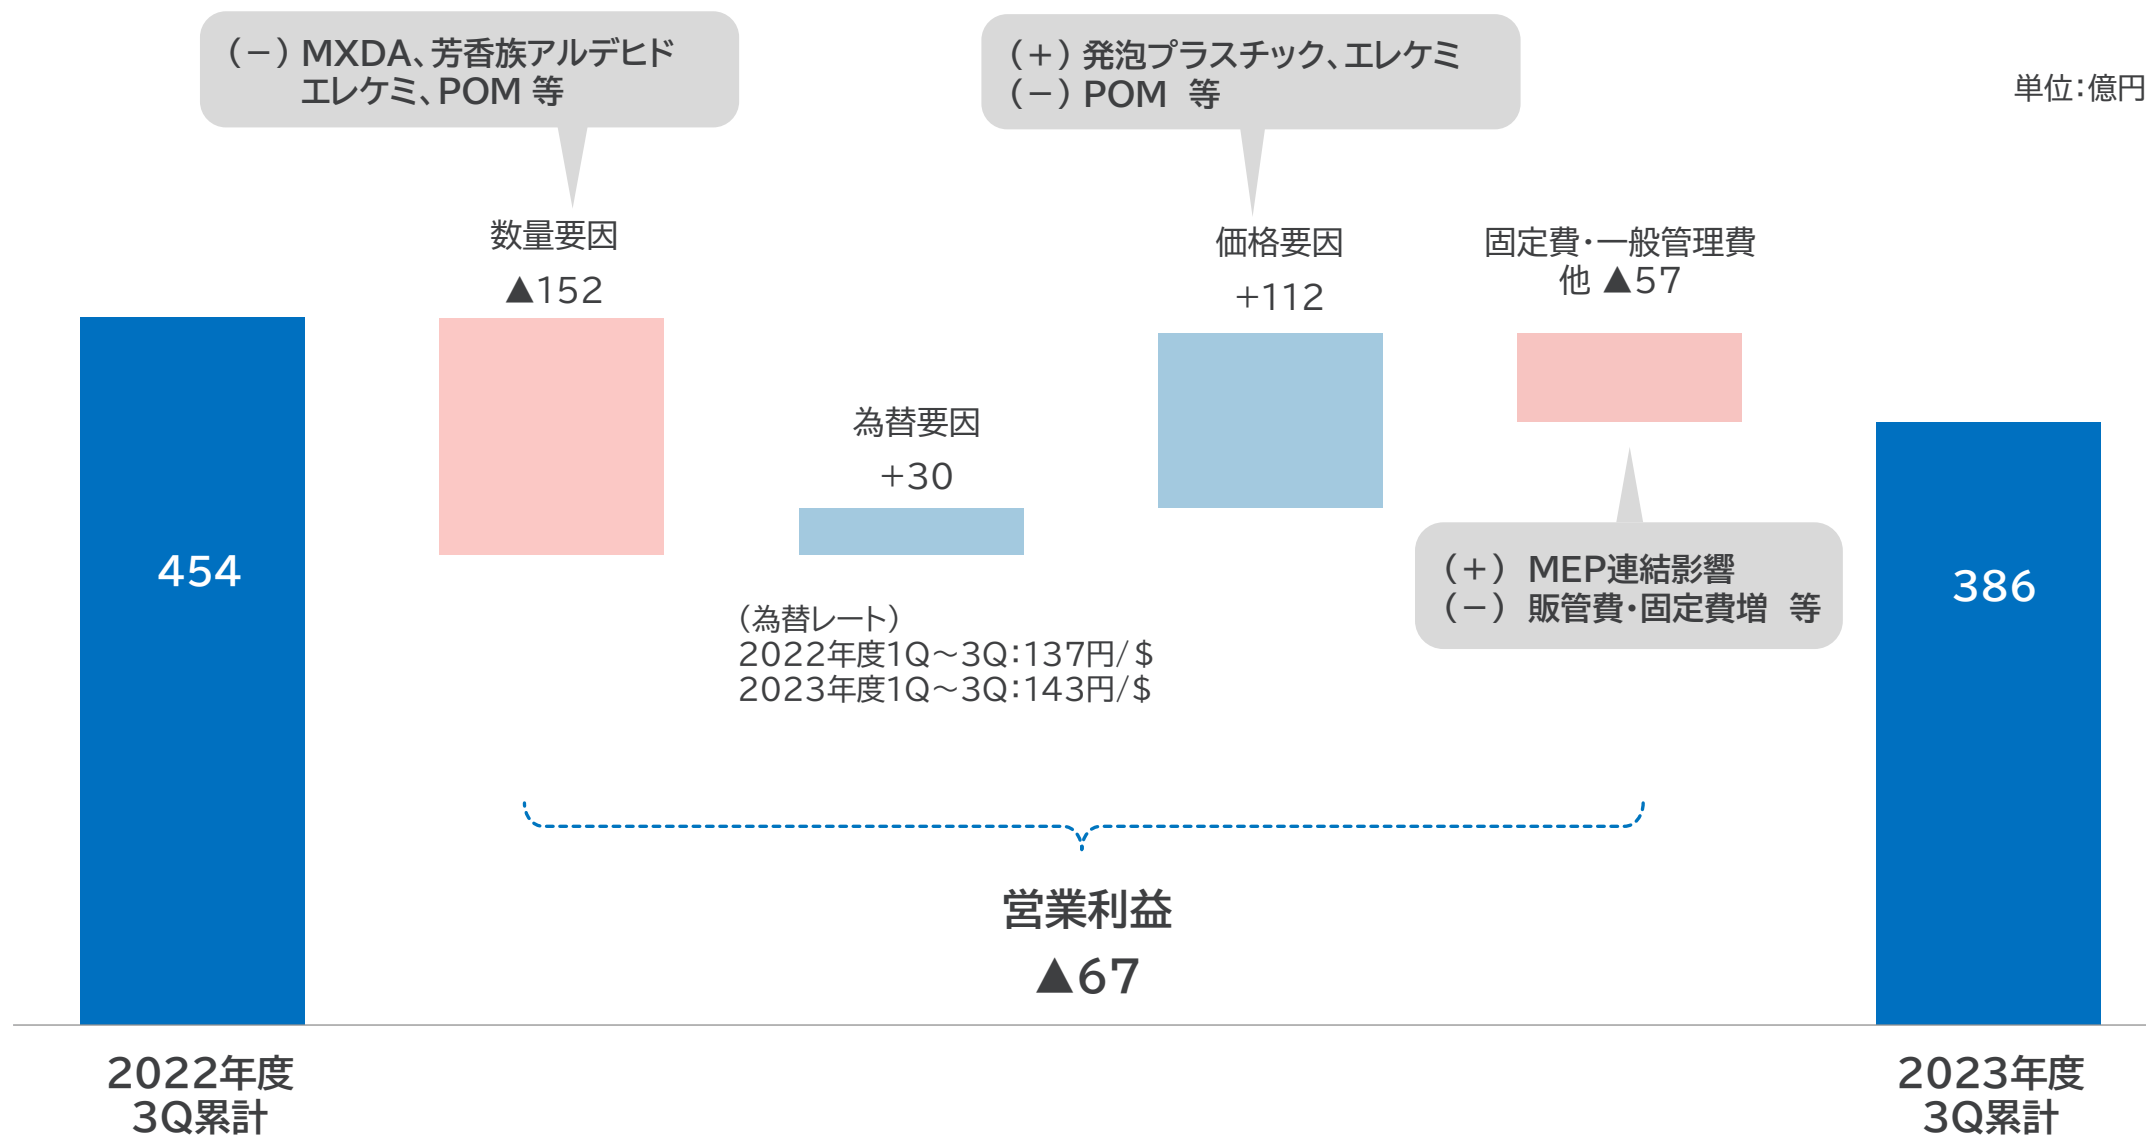 （－）MXDA、芳香族アルデヒド
エレケミ、POM 等
（＋）発泡プラスチック、エレケミ
（－）POM 等
単位：億円
数量要因
▲152
為替要因
＋30
価格要因
＋112
固定費・一般管理費
他 ▲57
454
（為替レート）
2022年度1Q～3Q：137円/＄
2023年度1Q～3Q：143円/＄
（＋） MEP連結影響
（－） 販管費・固定費増 等
386
営業利益
▲67
2022年度
3Q累計
2023年度
3Q累計